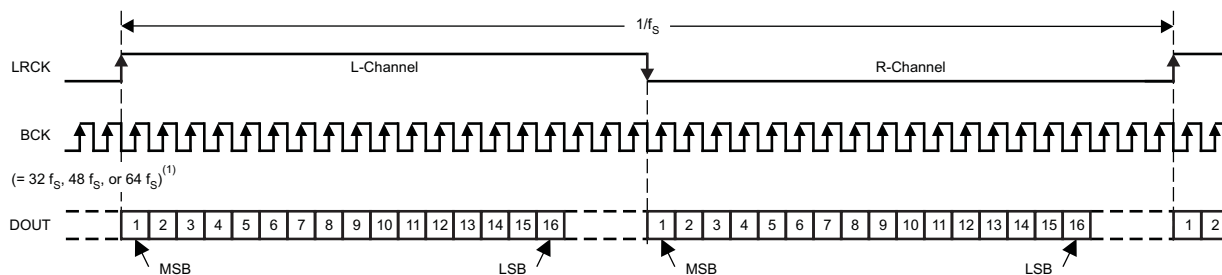 1/fS
LRCK
L-Channel
R-Channel
BCK
(= 32 fS, 48 fS, or 64 fS)(1)
DOUT
1 2 3 4 5 6 7 8 9 10 11 12 13 14 15 16
1 2 3 4 5 6 7 8 9 10 11 12 13 14 15 16
1 2
MSB
LSB
MSB
LSB